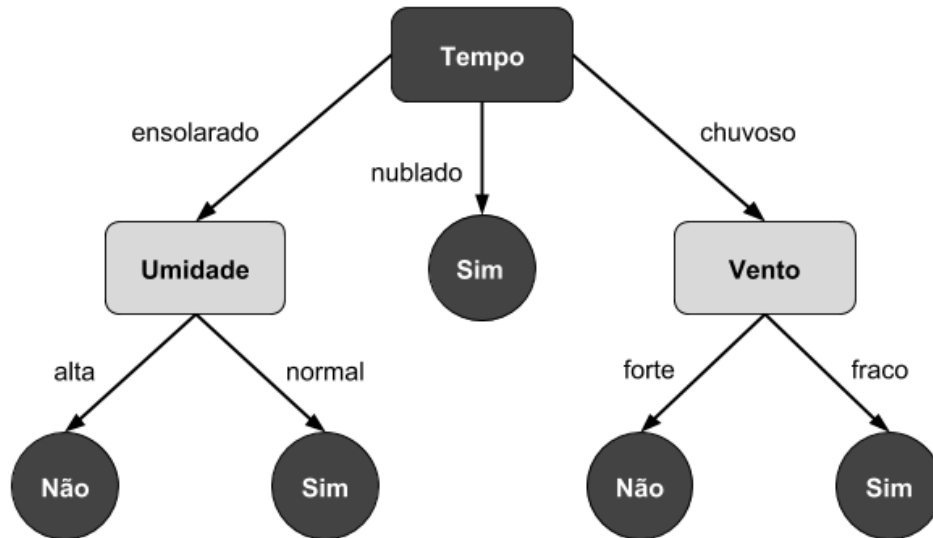 Tempo
ensolarado
nublado
chuvoso
Umidade
Sim
Vento
alta
normal
forte
fraco
Não
Sim
Não
Sim